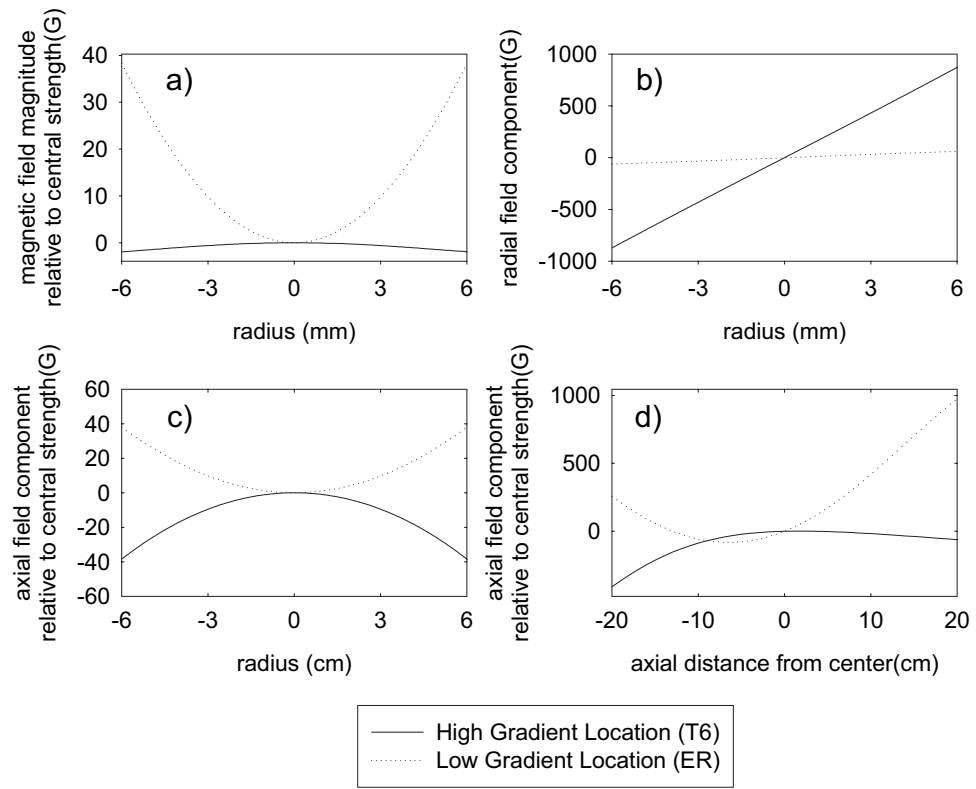 a)
magnetic field magnitude
relative to central strength(G)
40
30
20
10
0
-6
-3
0
3
6
radius (mm)
b)
radial field component(G)
1000
500
0
-500
-1000
-6
-3
0
3
6
radius (mm)
c)
axial field component
relative to central strength(G)
60
40
20
0
-20
-40
-60
-6
-3
0
3
6
radius (cm)
d)
axial field component
relative to central strength(G)
1000
500
0
-20
-10
0
10
20
axial distance from center(cm)
High Gradient Location (T6)
Low Gradient Location (ER)